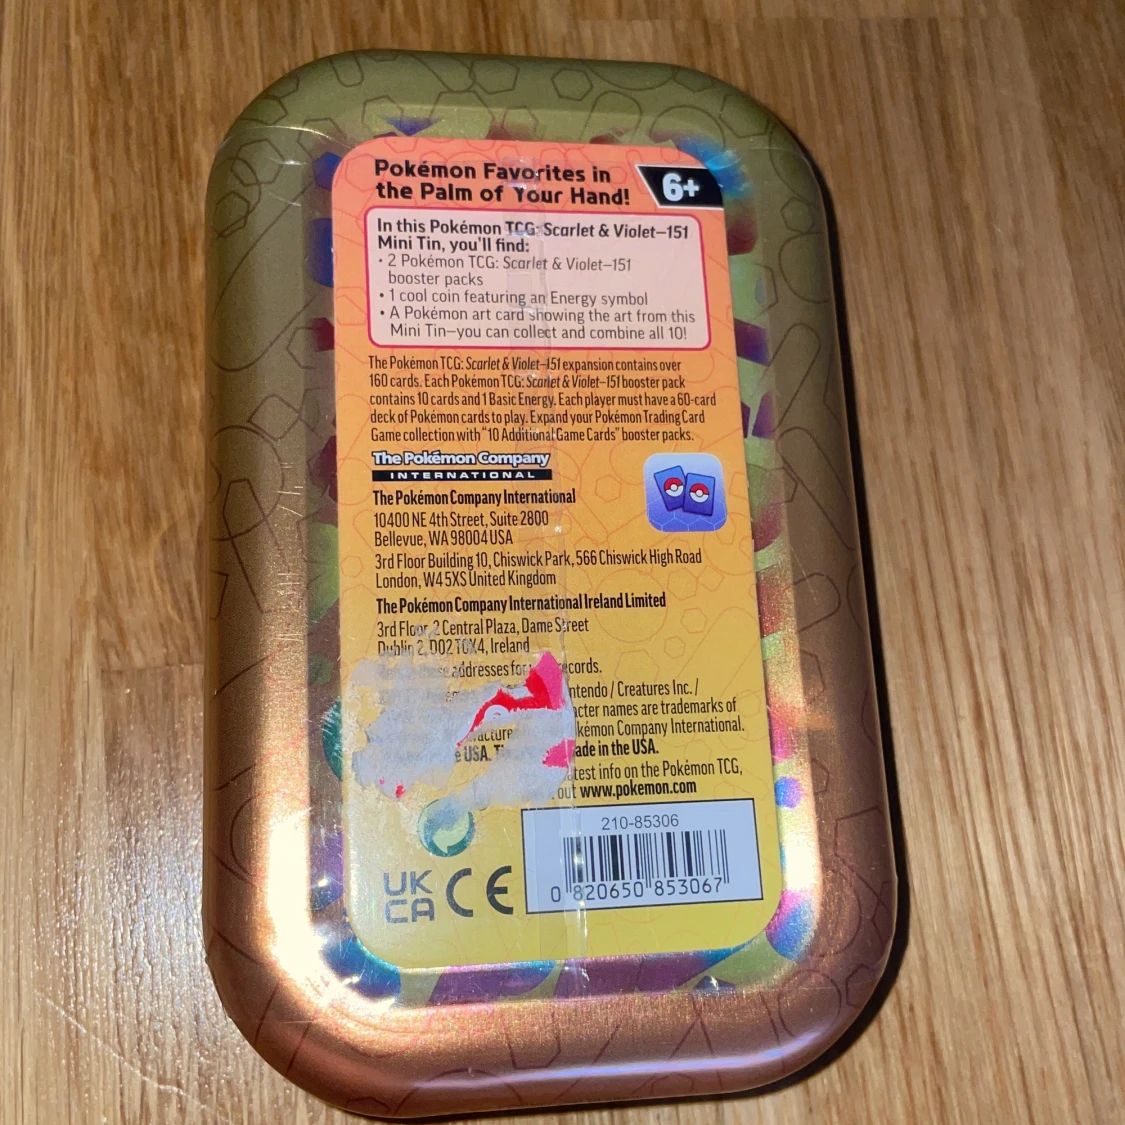 Pokémon Favorites in
the Palm of Your Hand!
6+
In this Pokémon TCG: Scarlet & Violet—151
Mini Tin, you'll find:
• 2 Pokémon TCG: Scarlet & Violet—151
booster packs
• 1 cool coin featuring an Energy symbol
• A Pokémon art card showing the art from this
Mini Tin—you can collect and combine all 10!
The Pokémon TCG: Scarlet & Violet—151 expansion contains over
160 cards. Each Pokémon TCG: Scarlet & Violet—151 booster pack
contains 10 cards and 1 Basic Energy. Each player must have a 60-card
deck of Pokémon cards to play. Expand your Pokémon Trading Card
Game collection with "10 Additional Game Cards" booster packs.
The Pokémon Company
INTERNATIONAL
The Pokémon Company International
10400 NE 4th Street, Suite 2800
Bellevue, WA 98004 USA
3rd Floor Building 10, Chiswick Park, 566 Chiswick High Road
London, W4 5XS United Kingdom
The Pokémon Company International Ireland Limited
3rd Floor, 2 Central Plaza, Dame Street
Dublin 2, D02 T0X4, Ireland
addresses for
Nintendo / Creatures Inc. /
names are trademarks of
Pokémon Company International.
USA. in the USA.
info on the Pokémon TCG,
out www.pokemon.com
210-85306
0 820650 853067
UK
CA CE